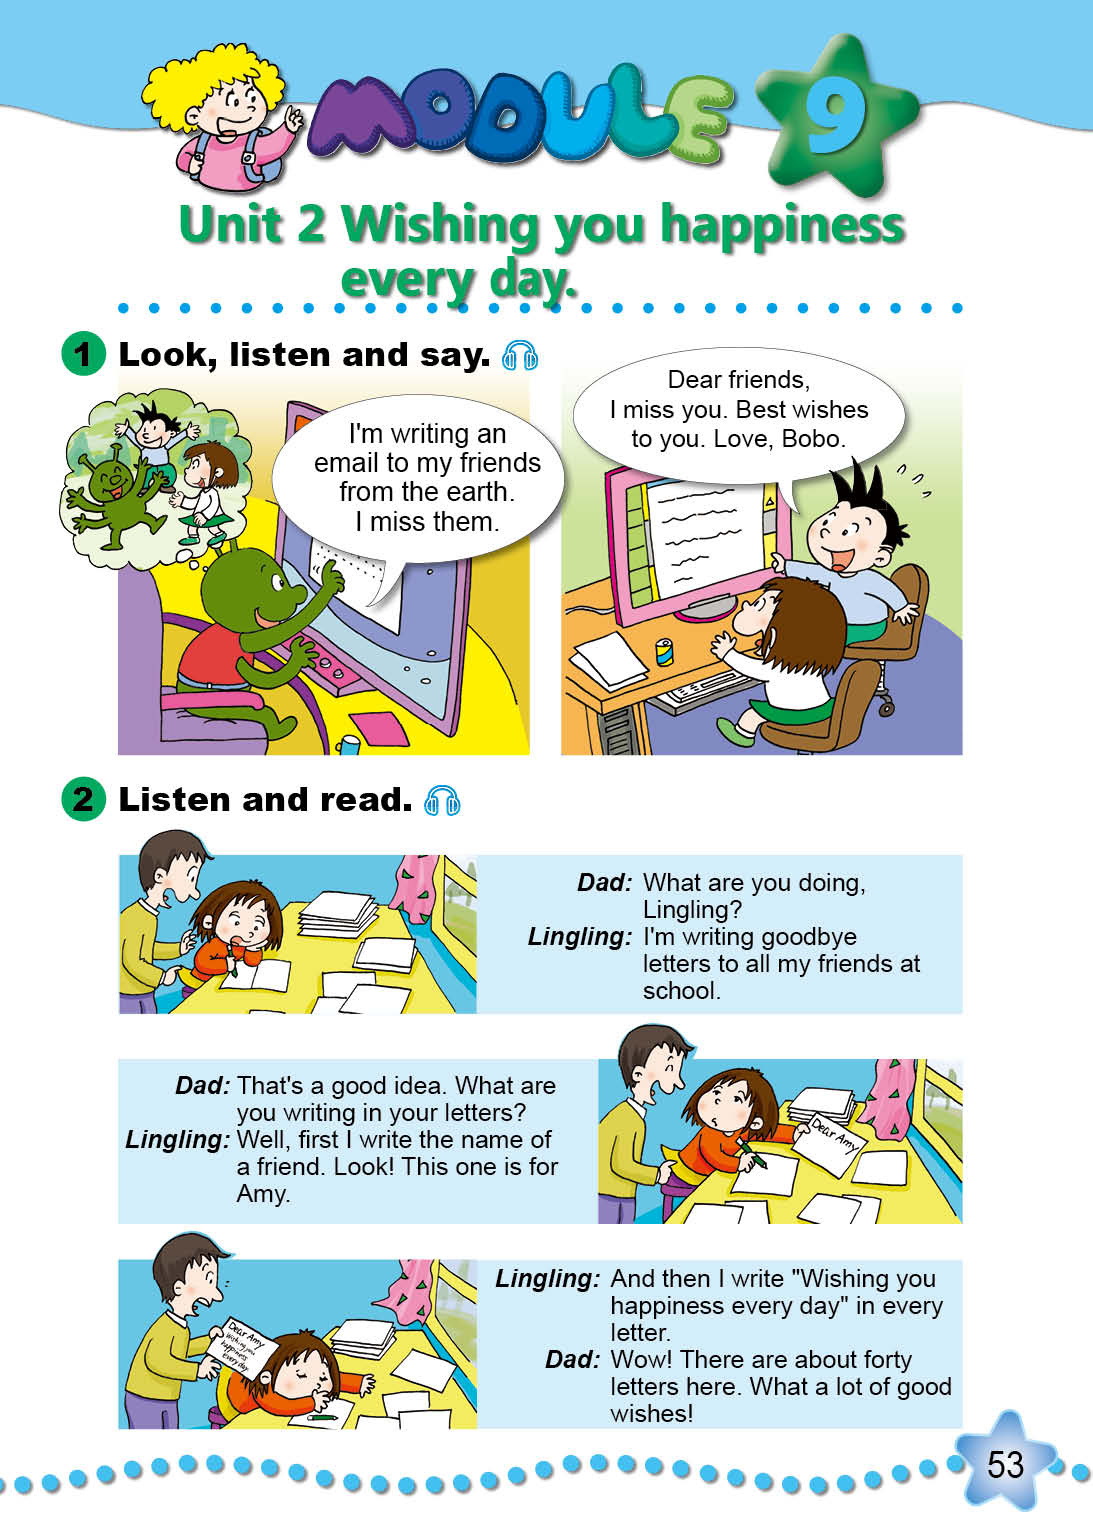 MODULE 9
Unit 2 Wishing you happiness
every day.
1 Look, listen and say.
I'm writing an
email to my friends
from the earth.
I miss them.
Dear friends,
I miss you. Best wishes
to you. Love, Bobo.
2 Listen and read.
Dad: What are you doing,
Lingling?
Lingling: I'm writing goodbye
letters to all my friends at
school.
Dad: That's a good idea. What are
you writing in your letters?
Lingling: Well, first I write the name of
a friend. Look! This one is for
Amy.
Dear Amy
Dear Amy
Wishing you
happiness
every day
Lingling: And then I write "Wishing you
happiness every day" in every
letter.
Dad: Wow! There are about forty
letters here. What a lot of good
wishes!
53